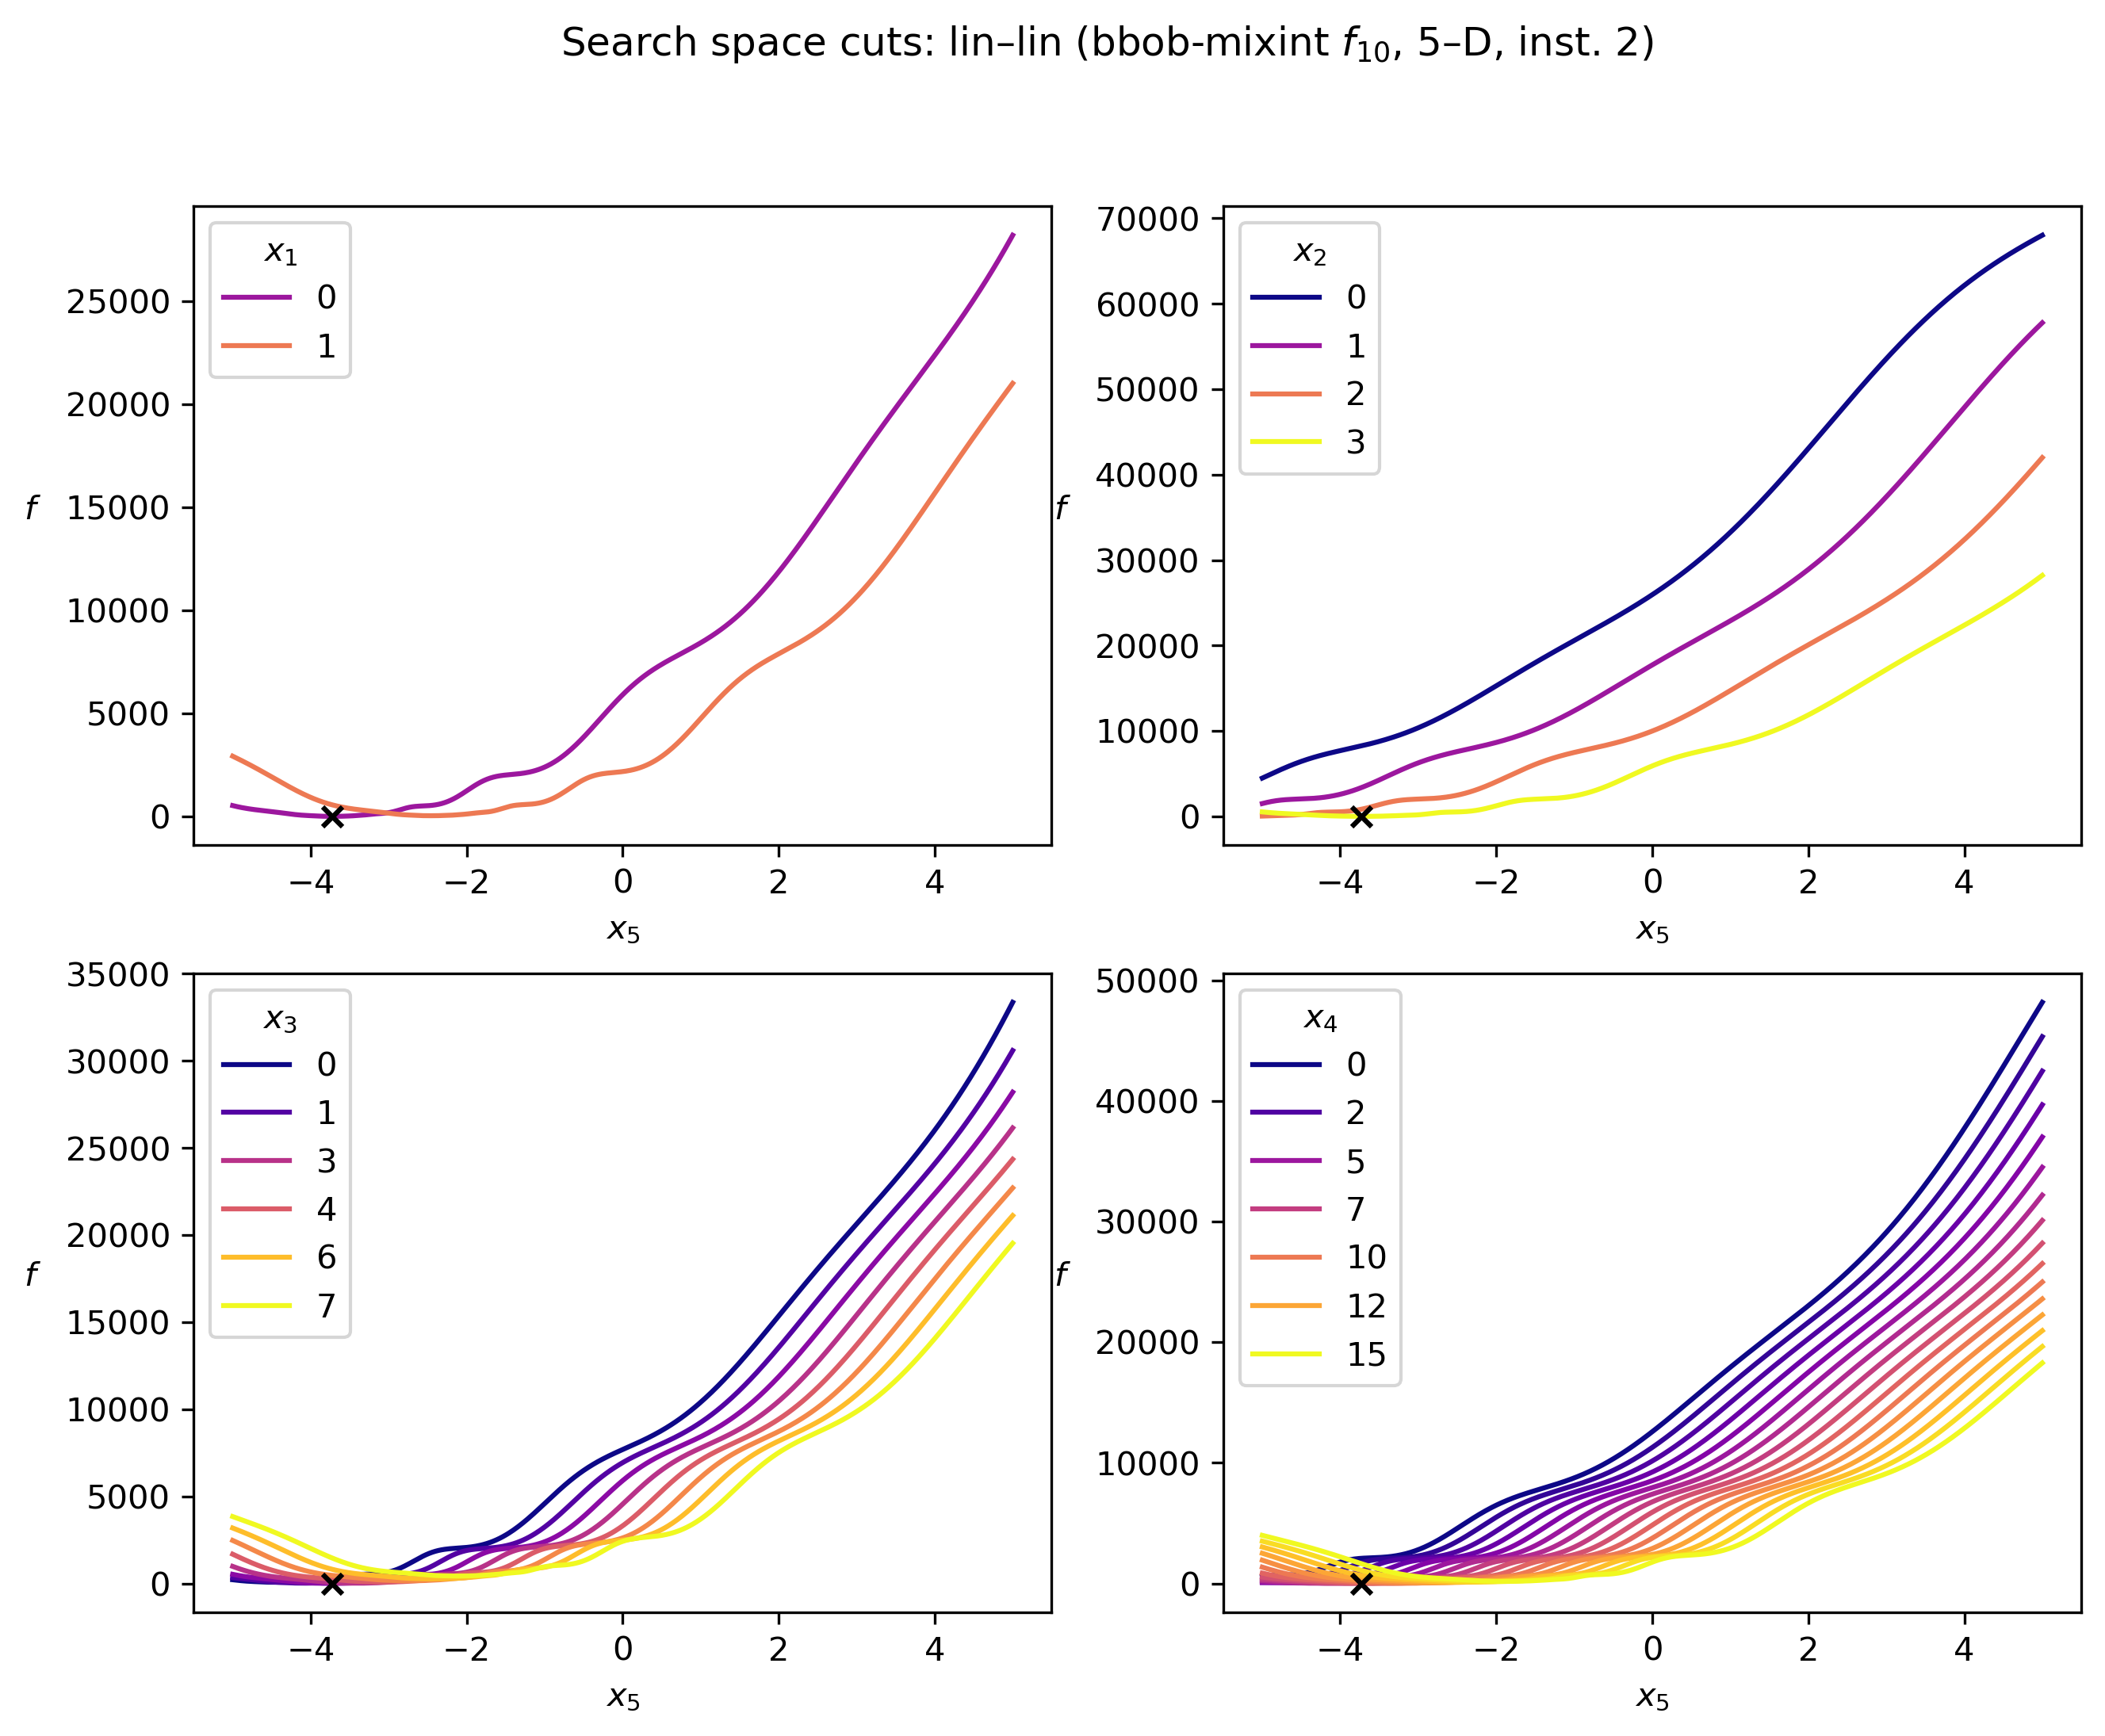 Search space cuts: lin–lin (bbob-mixint f₁₀, 5–D, inst. 2)
x₁
0
1
25000
20000
15000
10000
5000
0
f
−4 −2 0 2 4
x₅
x₂
0
1
2
3
70000
60000
50000
40000
30000
20000
10000
0
f
−4 −2 0 2 4
x₅
x₃
0
1
3
4
6
7
35000
30000
25000
20000
15000
10000
5000
0
f
−4 −2 0 2 4
x₅
x₄
0
2
5
7
10
12
15
50000
40000
30000
20000
10000
0
f
−4 −2 0 2 4
x₅